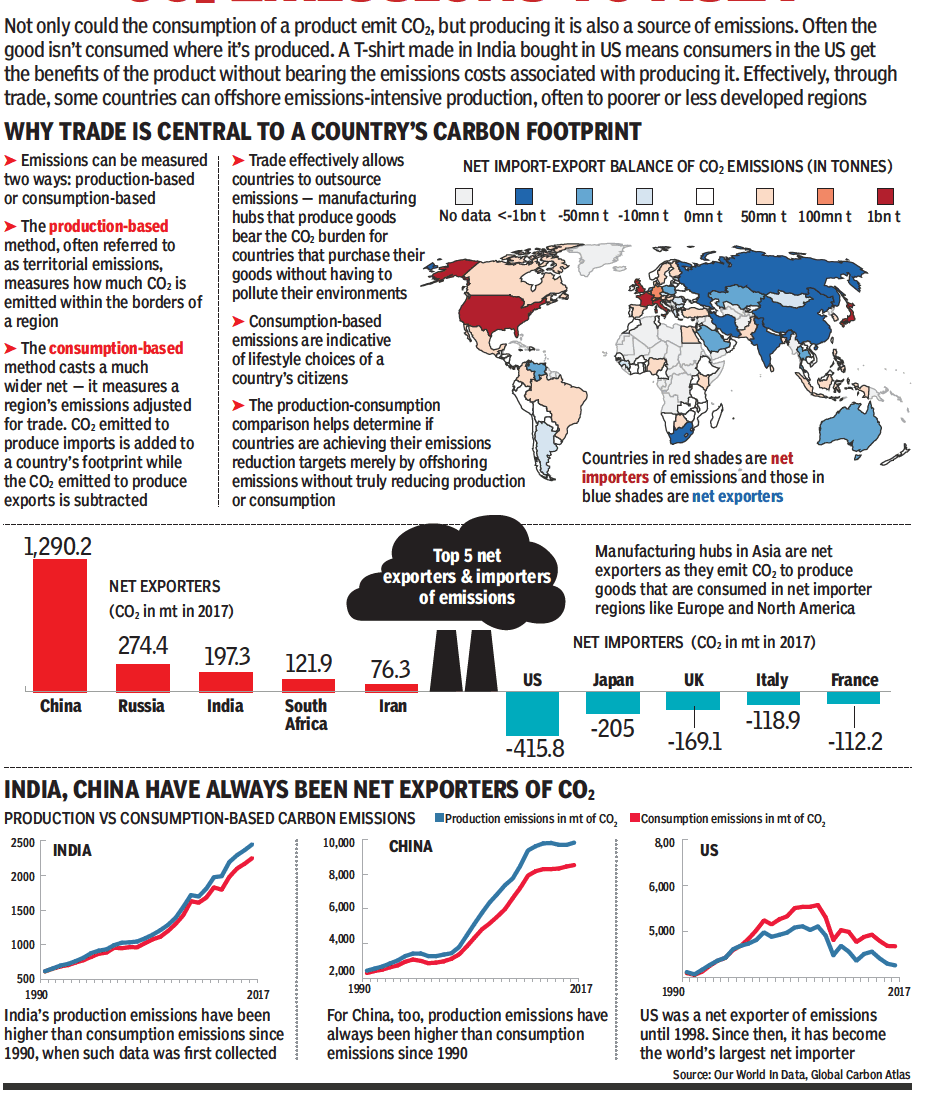 Not only could the consumption of a product emit CO₂, but producing it is also a source of emissions. Often the
good isn't consumed where it's produced. A T-shirt made in India bought in US means consumers in the US get
the benefits of the product without bearing the emissions costs associated with producing it. Effectively, through
trade, some countries can offshore emissions-intensive production, often to poorer or less developed regions
WHY TRADE IS CENTRAL TO A COUNTRY'S CARBON FOOTPRINT
➤ Emissions can be measured
two ways: production-based
or consumption-based
➤ The production-based
method, often referred to
as territorial emissions,
measures how much CO₂ is
emitted within the borders of
a region
➤ The consumption-based
method casts a much
wider net — it measures a
region's emissions adjusted
for trade. CO₂ emitted to
produce imports is added to
a country's footprint while
the CO₂ emitted to produce
exports is subtracted
➤ Trade effectively allows
countries to outsource
emissions — manufacturing
hubs that produce goods
bear the CO₂ burden for
countries that purchase their
goods without having to
pollute their environments
➤ Consumption-based
emissions are indicative
of lifestyle choices of a
country's citizens
➤ The production-consumption
comparison helps determine if
countries are achieving their emissions
reduction targets merely by offshoring
emissions without truly reducing production
or consumption
NET IMPORT-EXPORT BALANCE OF CO₂ EMISSIONS (IN TONNES)
No data <-1bn t -50mn t -10mn t 0mn t 50mn t 100mn t 1bn t
Countries in red shades are net
importers of emissions and those in
blue shades are net exporters
1,290.2
274.4
197.3
121.9
76.3
NET EXPORTERS
(CO₂ in mt in 2017)
China
Russia
India
South
Africa
Iran
Top 5 net
exporters & importers
of emissions
Manufacturing hubs in Asia are net
exporters as they emit CO₂ to produce
goods that are consumed in net importer
regions like Europe and North America
NET IMPORTERS (CO₂ in mt in 2017)
US
Japan
UK
Italy
France
-415.8
-205
-169.1
-118.9
-112.2
INDIA, CHINA HAVE ALWAYS BEEN NET EXPORTERS OF CO₂
PRODUCTION VS CONSUMPTION-BASED CARBON EMISSIONS
Production emissions in mt of CO₂
Consumption emissions in mt of CO₂
INDIA
2500
2000
1500
1000
500
1990
2017
India's production emissions have been
higher than consumption emissions since
1990, when such data was first collected
CHINA
10,000
8,000
6,000
4,000
2,000
1990
2017
For China, too, production emissions have
always been higher than consumption
emissions since 1990
US
8,00
6,000
5,000
1990
2017
US was a net exporter of emissions
until 1998. Since then, it has become
the world's largest net importer
Source: Our World In Data, Global Carbon Atlas